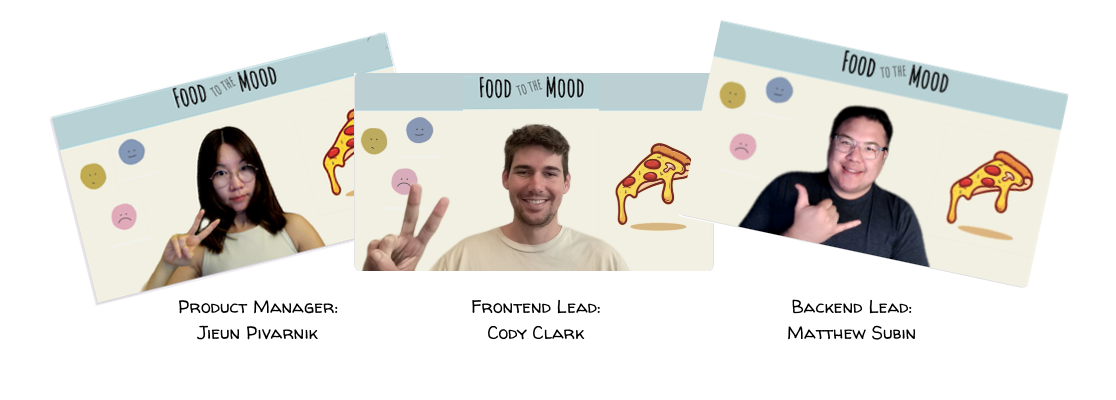 Food to the Mood
Food to the Mood
Food to the Mood
Product Manager:
Jieun Pivarnik
Frontend Lead:
Cody Clark
Backend Lead:
Matthew Subin